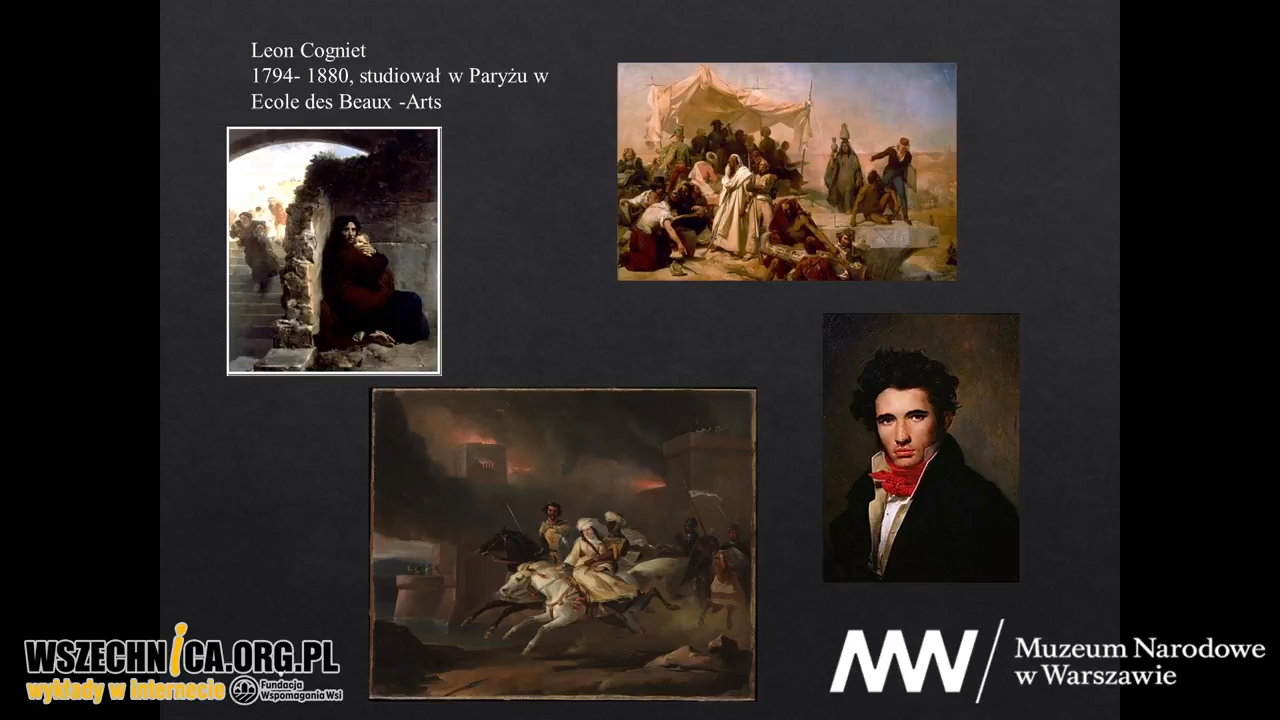 Leon Cogniet
1794- 1880, studiował w Paryżu w
Ecole des Beaux -Arts
WSZECHNiCA.ORG.PL
wykłady w internecie
Fundacja
Wspomagania Wsi
Muzeum Narodowe
w Warszawie